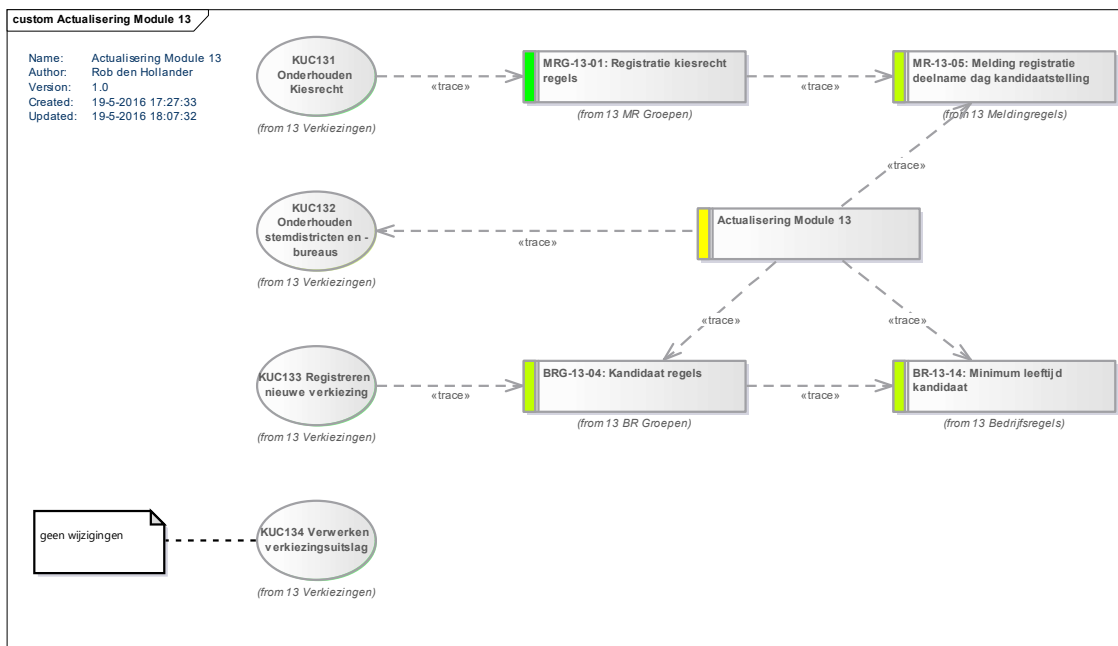 custom Actualisering Module 13
Name: Actualisering Module 13
Author: Rob den Hollander
Version: 1.0
Created: 19-5-2016 17:27:33
Updated: 19-5-2016 18:07:32
KUC131
Onderhouden
Kiesrecht
(from 13 Verkiezingen)
«trace»
MRG-13-01: Registratie kiesrecht
regels
(from 13 MR Groepen)
«trace»
MR-13-05: Melding registratie
deelname dag kandidaatstelling
(from 13 Meldingregels)
«trace»
KUC132
Onderhouden
stemdistricten en -
bureaus
(from 13 Verkiezingen)
«trace»
Actualisering Module 13
«trace»
«trace»
KUC133 Registreren
nieuwe verkiezing
(from 13 Verkiezingen)
«trace»
BRG-13-04: Kandidaat regels
(from 13 BR Groepen)
«trace»
BR-13-14: Minimum leeftijd
kandidaat
(from 13 Bedrijfsregels)
geen wijzigingen
KUC134 Verwerken
verkiezingsuitslag
(from 13 Verkiezingen)